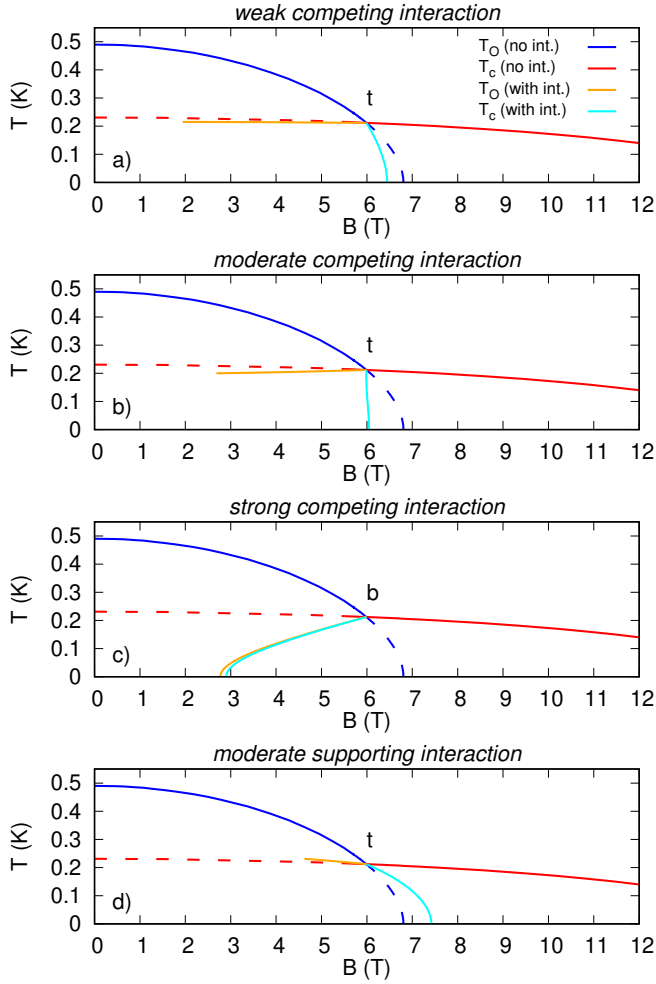 weak competing interaction
T (K)
0.5
0.4
0.3
0.2
0.1
0
T_O (no int.)
T_c (no int.)
T_O (with int.)
T_c (with int.)
t
a)
0 1 2 3 4 5 6 7 8 9 10 11 12
B (T)
moderate competing interaction
T (K)
0.5
0.4
0.3
0.2
0.1
0
t
b)
0 1 2 3 4 5 6 7 8 9 10 11 12
B (T)
strong competing interaction
T (K)
0.5
0.4
0.3
0.2
0.1
0
b
c)
0 1 2 3 4 5 6 7 8 9 10 11 12
B (T)
moderate supporting interaction
T (K)
0.5
0.4
0.3
0.2
0.1
0
t
d)
0 1 2 3 4 5 6 7 8 9 10 11 12
B (T)